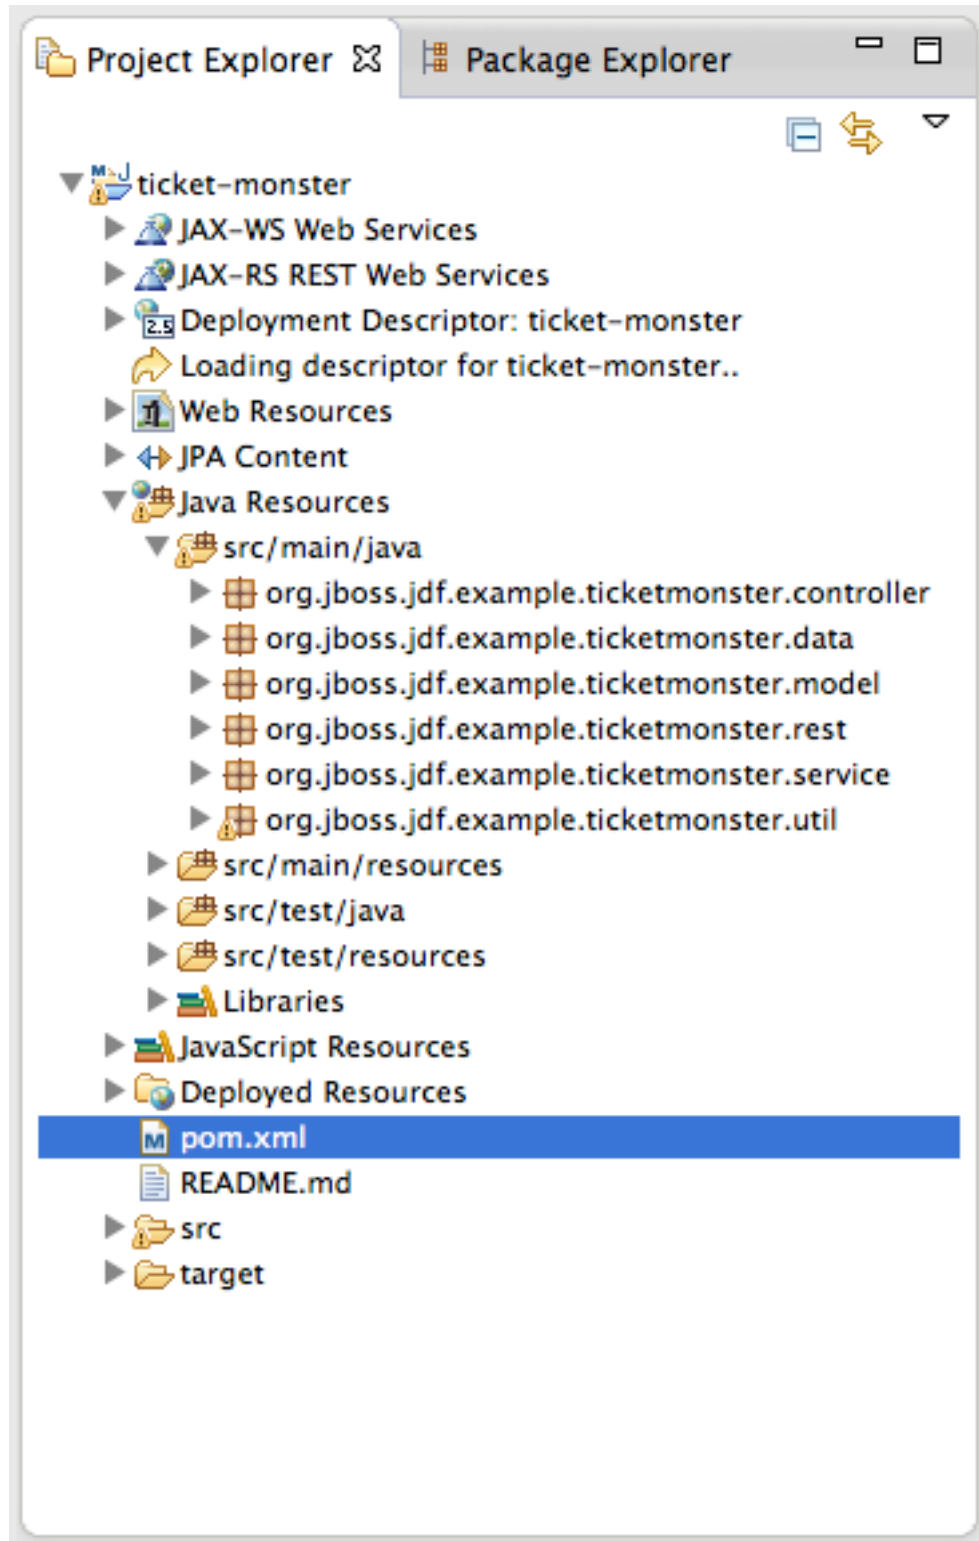 Project Explorer Package Explorer
ticket-monster
JAX-WS Web Services
JAX-RS REST Web Services
2.5 Deployment Descriptor: ticket-monster
Loading descriptor for ticket-monster..
Web Resources
JPA Content
Java Resources
src/main/java
org.jboss.jdf.example.ticketmonster.controller
org.jboss.jdf.example.ticketmonster.data
org.jboss.jdf.example.ticketmonster.model
org.jboss.jdf.example.ticketmonster.rest
org.jboss.jdf.example.ticketmonster.service
org.jboss.jdf.example.ticketmonster.util
src/main/resources
src/test/java
src/test/resources
Libraries
JavaScript Resources
Deployed Resources
M pom.xml
README.md
src
target